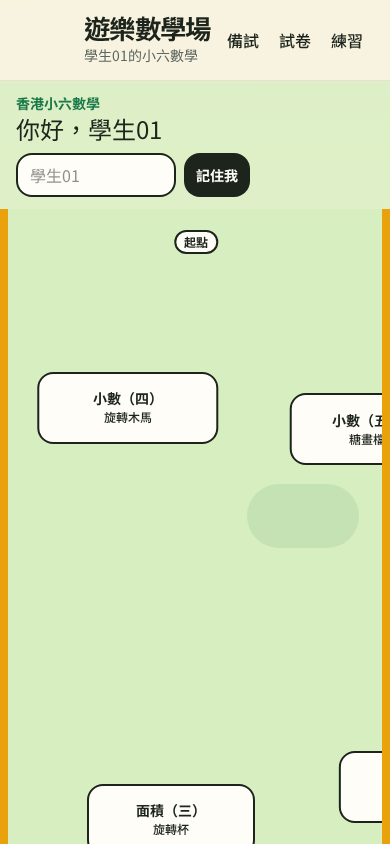 遊樂數學場
學生01的小六數學
備試
試卷
練習
香港小六數學
你好，學生01
學生01
記住我
起點
小數（四）
旋轉木馬
小數（五
糖畫檔
面積（三）
旋轉杯